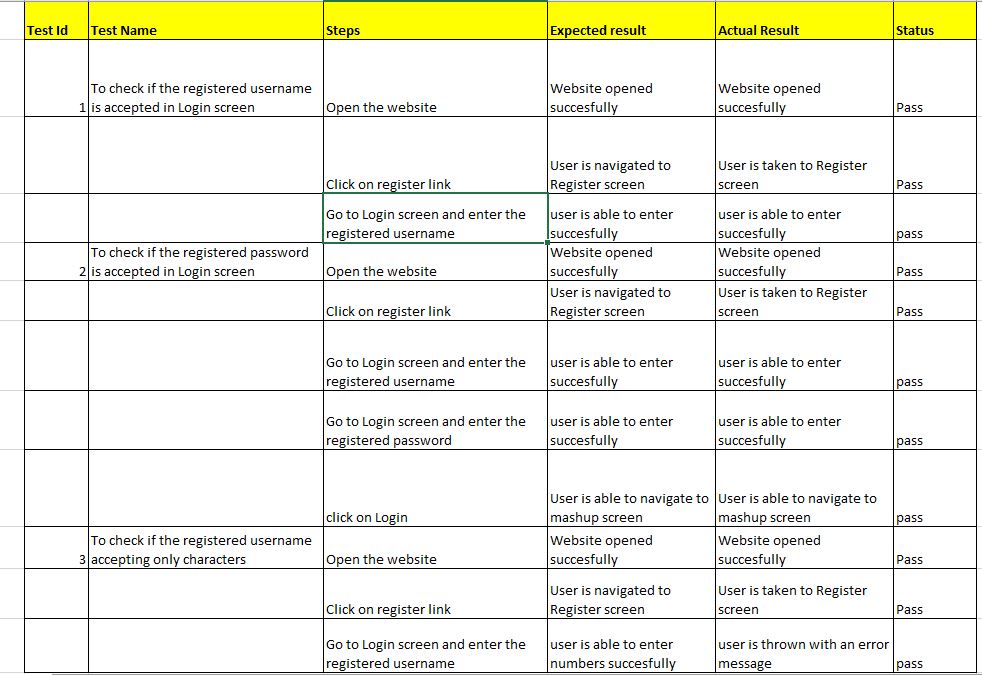 Test Id Test Name Steps Expected result Actual Result Status
To check if the registered username Website opened Website opened
1 is accepted in Login screen Open the website succesfully succesfully Pass
User is navigated to User is taken to Register
Click on register link Register screen screen Pass
Go to Login screen and enter the user is able to enter user is able to enter
registered username succesfully succesfully pass
To check if the registered password Website opened Website opened
2 is accepted in Login screen Open the website succesfully succesfully Pass
User is navigated to User is taken to Register
Click on register link Register screen screen Pass
Go to Login screen and enter the user is able to enter user is able to enter
registered username succesfully succesfully pass
Go to Login screen and enter the user is able to enter user is able to enter
registered password succesfully succesfully pass
User is able to navigate to User is able to navigate to
click on Login mashup screen mashup screen pass
To check if the registered username Website opened Website opened
3 accepting only characters Open the website succesfully succesfully Pass
User is navigated to User is taken to Register
Click on register link Register screen screen Pass
Go to Login screen and enter the user is able to enter user is thrown with an error
registered username numbers succesfully message pass